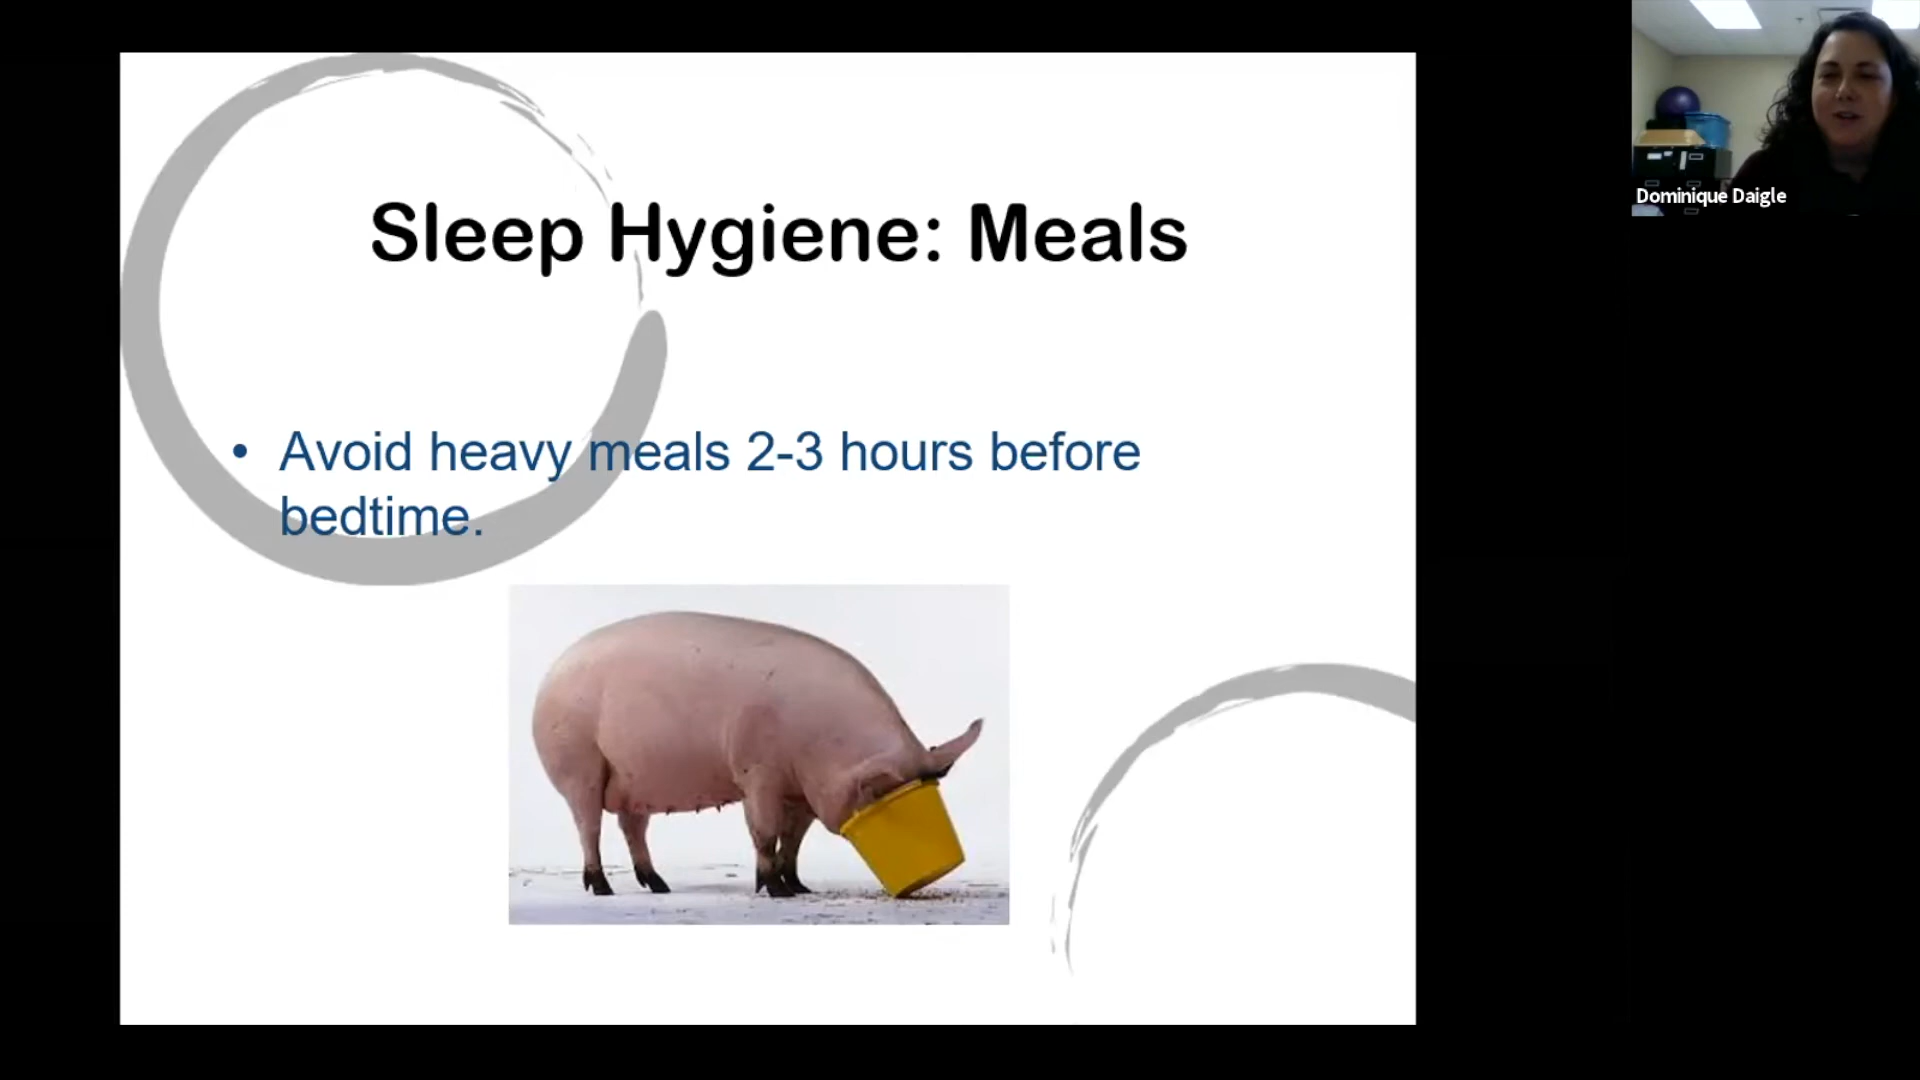 Sleep Hygiene: Meals
• Avoid heavy meals 2-3 hours before
bedtime.
Dominique Daigle